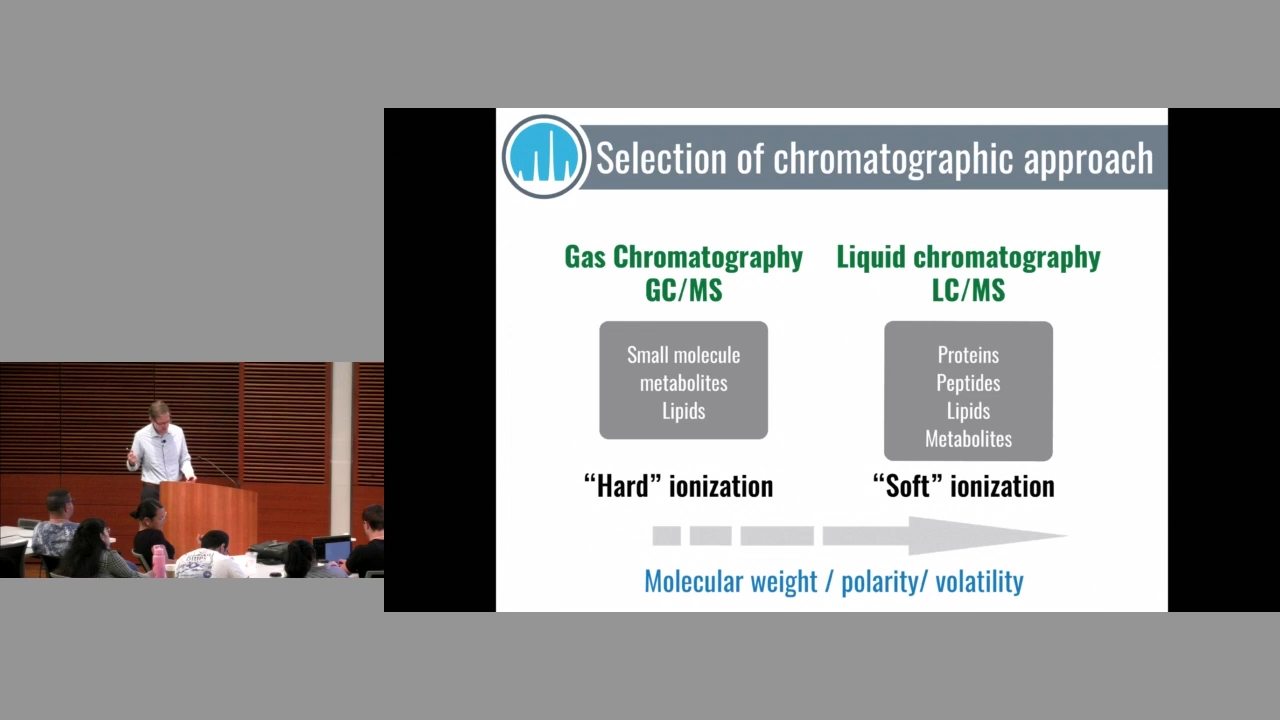 Selection of chromatographic approach
Gas Chromatography
GC/MS
Small molecule
metabolites
Lipids
"Hard" ionization
Liquid chromatography
LC/MS
Proteins
Peptides
Lipids
Metabolites
"Soft" ionization
Molecular weight / polarity/ volatility